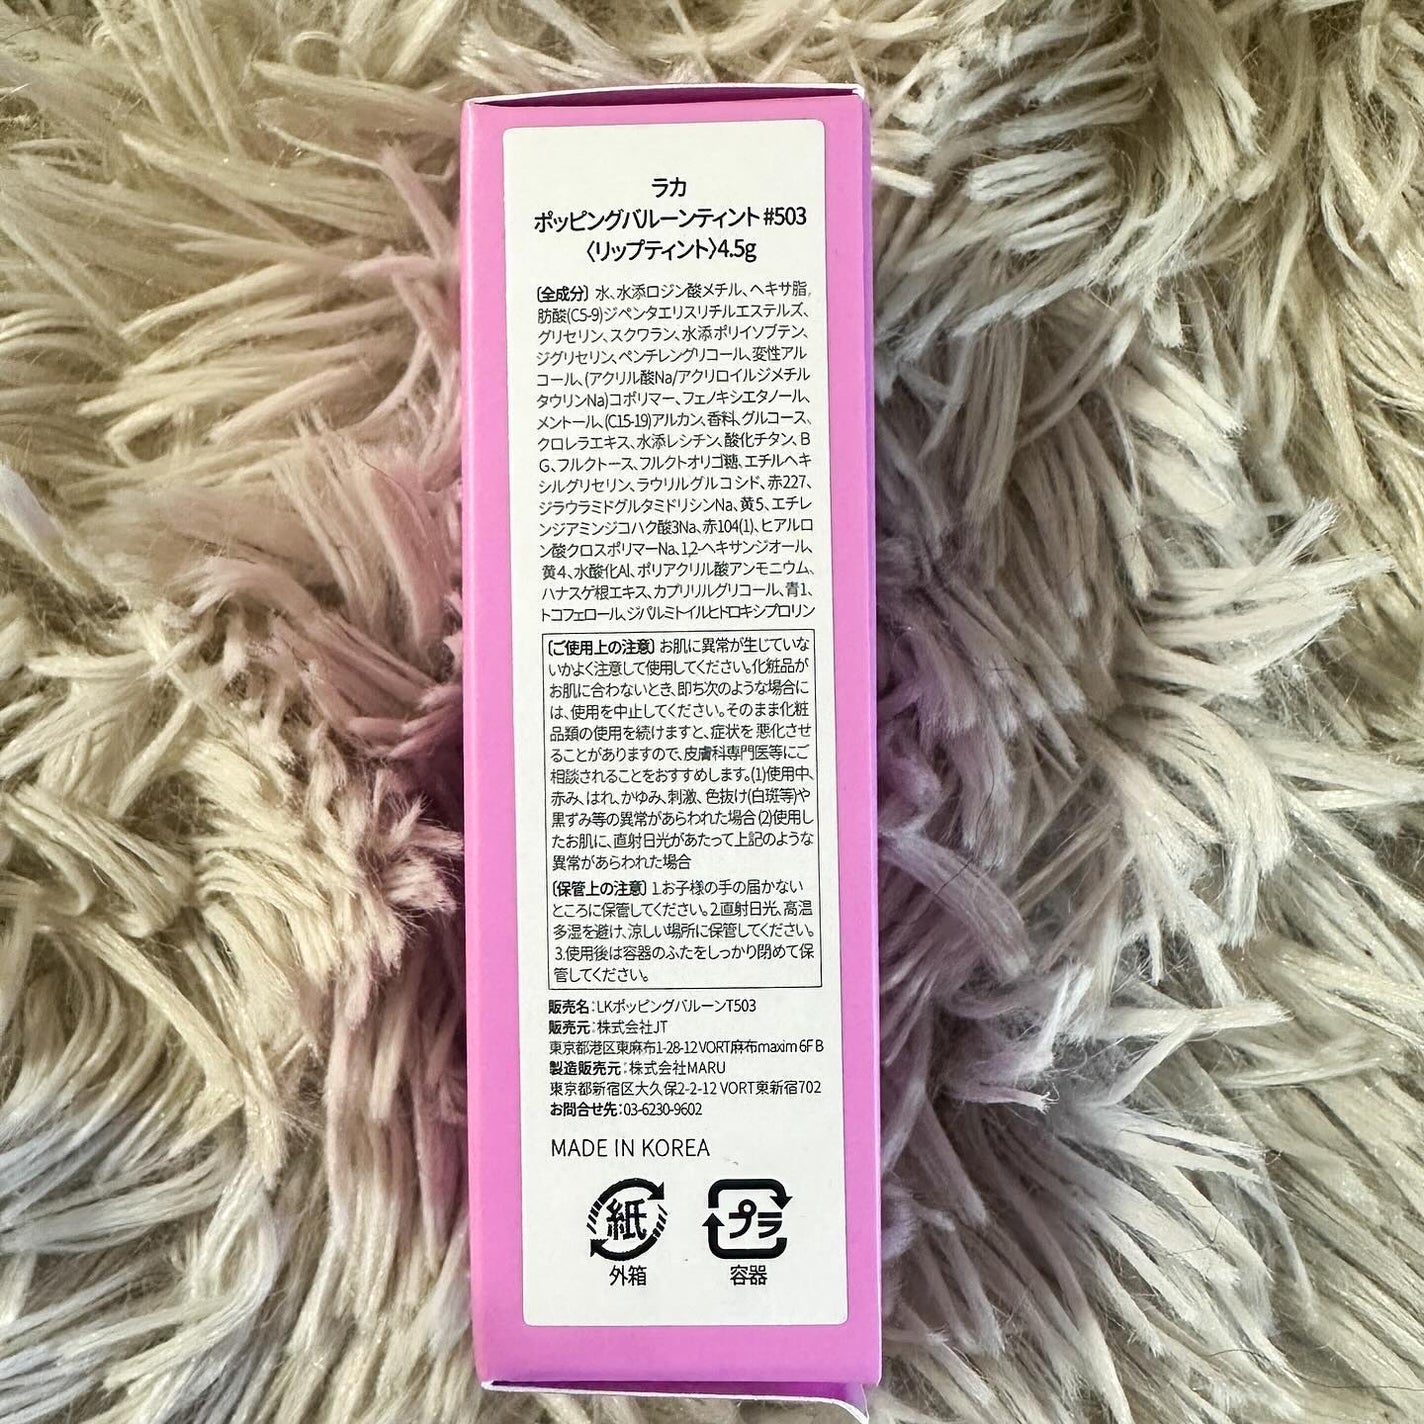 ラカ
ポッピングバルーンティント #503
〈リップティント〉4.5g
〔全成分〕 水、水添ロジン酸メチル、ヘキサ脂
肪酸(C5-9)ジペンタエリスリチルエステルズ、
グリセリン、スクワラン、水添ポリイソブテン、
ジグリセリン、ペンチレングリコール、変性アル
コール、(アクリル酸Na/アクリロイルジメチル
タウリンNa)コポリマー、フェノキシエタノール、
メントール、(C15-19)アルカン、香料、グルコース、
クロレラエキス、水添レシチン、酸化チタン、B
G、フルクトース、フルクトオリゴ糖、エチルヘキ
シルグリセリン、ラウリルグルコシド、赤227、
ジラウラミドグルタミドリシンNa、黄5、エチレ
ンジアミンジコハク酸3Na、赤104(1)、ヒアルロ
ン酸クロスポリマーNa、1,2-ヘキサンジオール、
黄4、水酸化Al、ポリアクリル酸アンモニウム、
ハナスゲ根エキス、カプリリルグリコール、青1、
トコフェロール、ジパルミトイルヒドロキシプロリン
〔ご使用上の注意〕 お肌に異常が生じていな
いかよく注意して使用してください。化粧品が
お肌に合わないとき、即ち次のような場合に
は、使用を中止してください。そのまま化粧
品類の使用を続けますと、症状を悪化させ
ることがありますので、皮膚科専門医等にご
相談されることをおすすめします。(1)使用中、
赤み、はれ、かゆみ、刺激、色抜け(白斑等)や
黒ずみ等の異常があらわれた場合 (2)使用し
たお肌に、直射日光があたって上記のような
異常があらわれた場合
〔保管上の注意〕 1.お子様の手の届かない
ところに保管してください。2.直射日光、高温
多湿を避け、涼しい場所に保管してください。
3.使用後は容器のふたをしっかり閉めて保
管してください。
販売名：LKポッピングバルーンT503
販売元：株式会社JT
東京都港区東麻布1-28-12 VORT麻布maxim 6F B
製造販売元：株式会社MARU
東京都新宿区大久保2-2-12 VORT東新宿702
お問合せ先：03-6230-9602
MADE IN KOREA
紙 プラ
外箱 容器